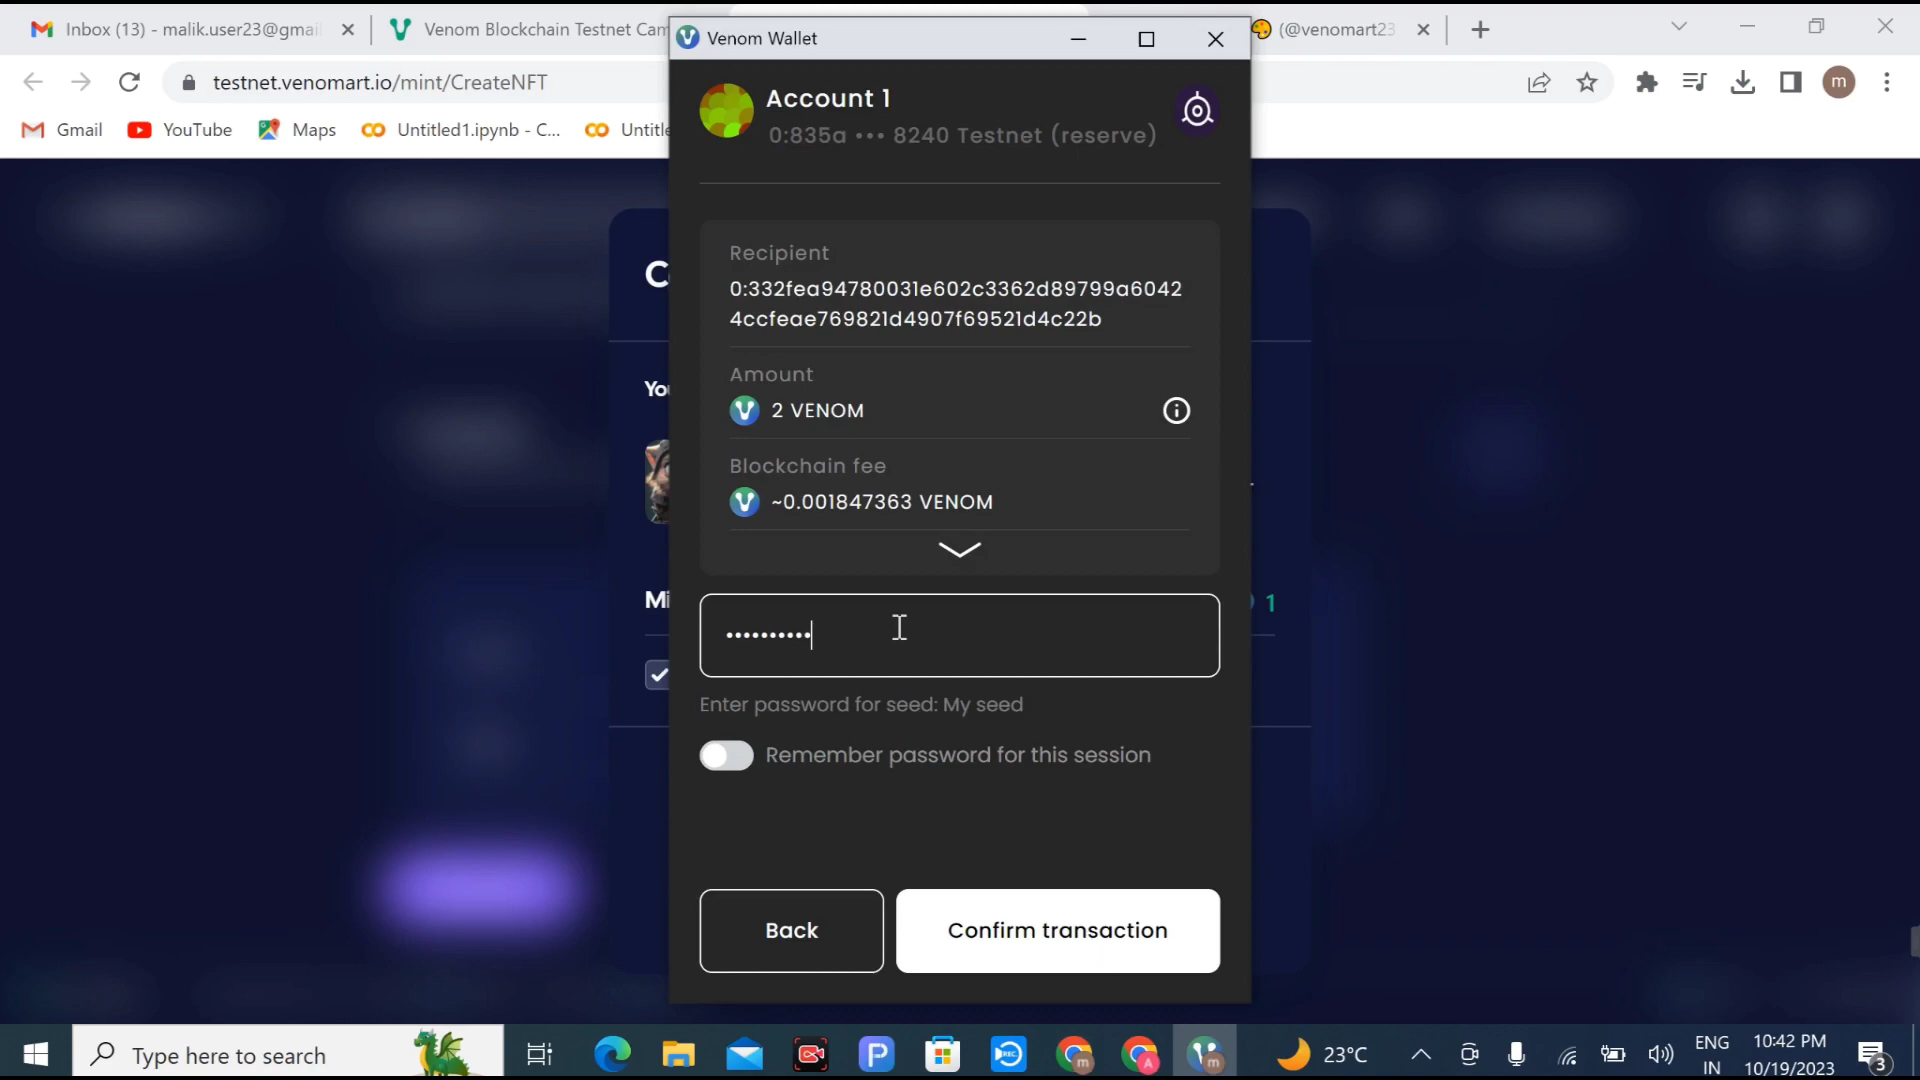 Inbox (13) - malik.user23@gmai
Venom Blockchain Testnet Cam
Venom Wallet
(@venomart23
testnet.venomart.io/mint/CreateNFT
m
Gmail
YouTube
Maps
Untitled1.ipynb - C...
Account 1
0:835a ••• 8240 Testnet (reserve)
Recipient
0:332fea94780031e602c3362d89799a6042
4ccfeae769821d4907f69521d4c22b
Amount
2 VENOM
Blockchain fee
~0.001847363 VENOM
1
••••••••••
Enter password for seed: My seed
Remember password for this session
Back
Confirm transaction
Type here to search
23°C
ENG
IN
10:42 PM
10/19/2023
3